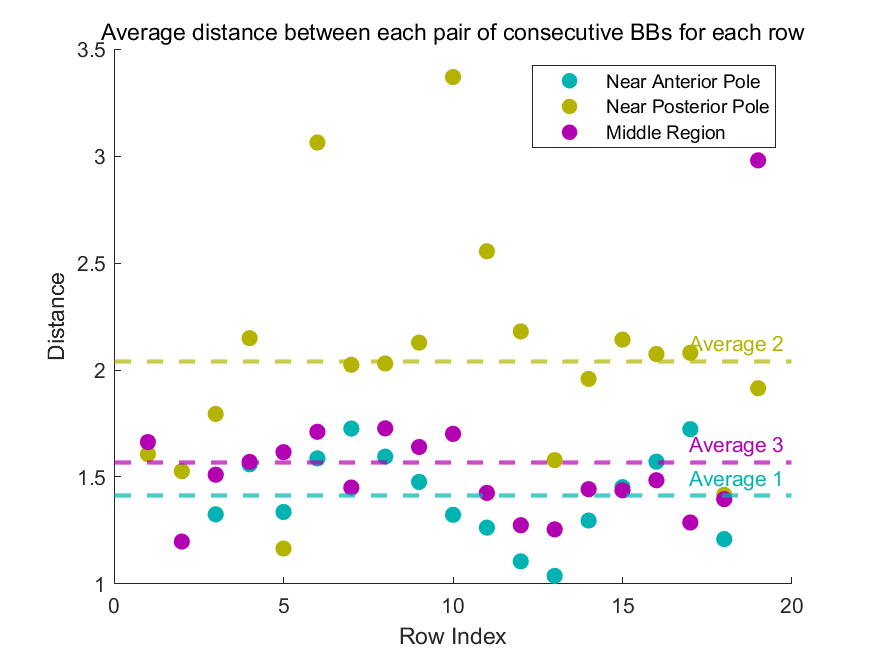 Average distance between each pair of consecutive BBs for each row
3.5
3
2.5
2
1.5
1
Distance
Near Anterior Pole
Near Posterior Pole
Middle Region
Average 2
Average 3
Average 1
0
5
10
15
20
Row Index